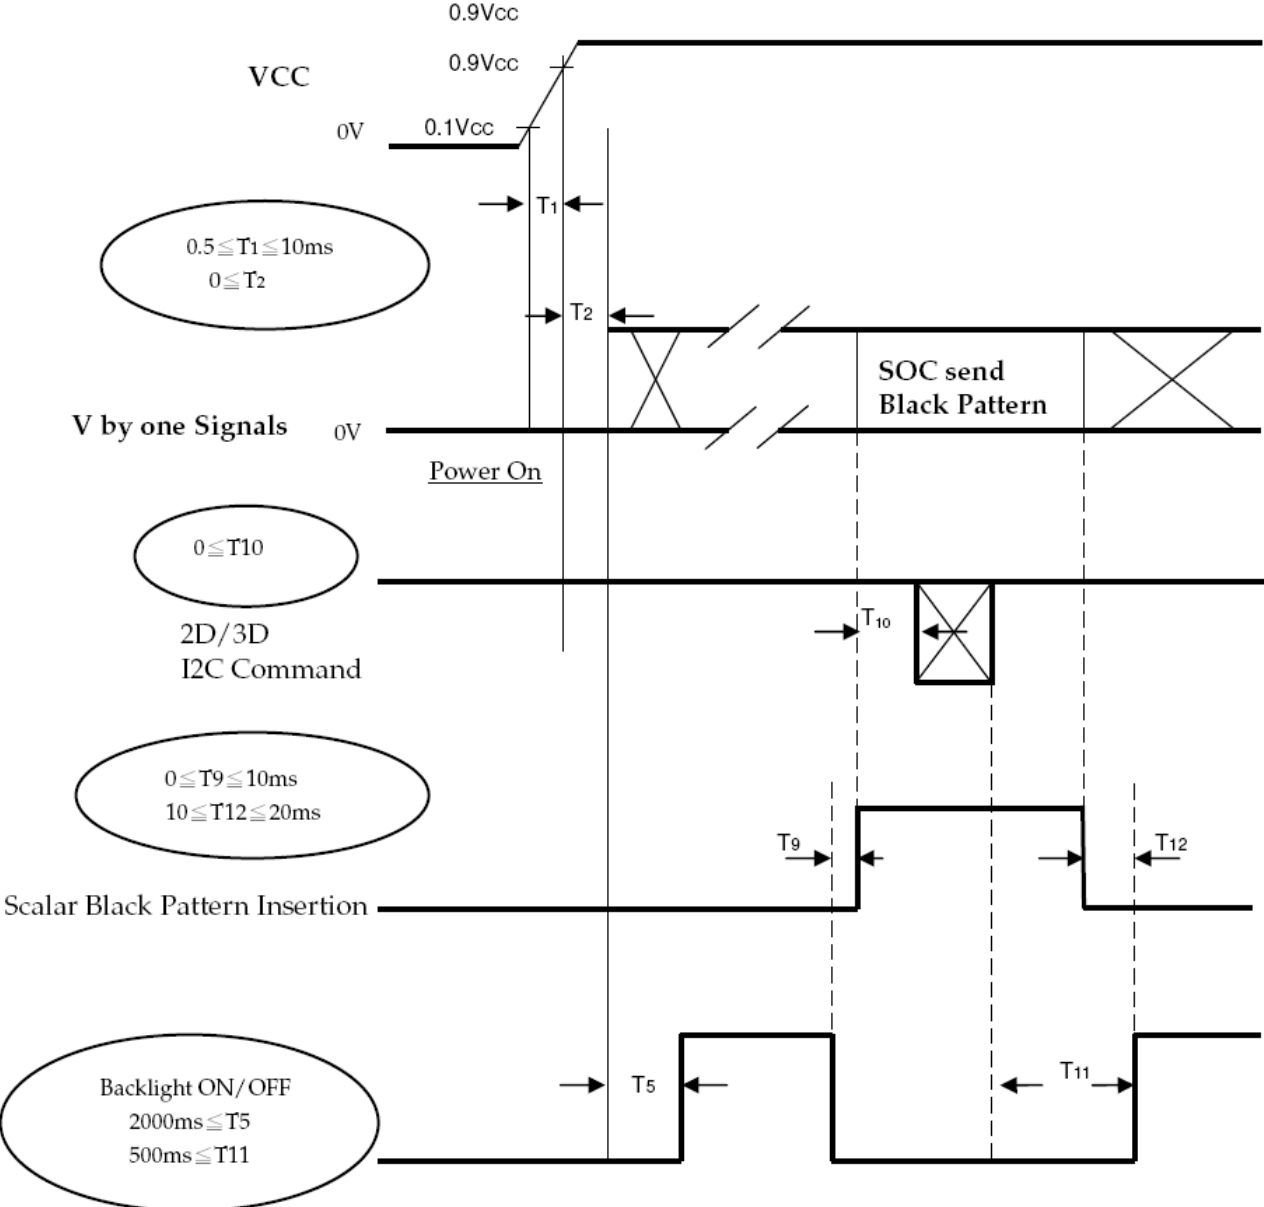 0.9Vcc
0.9Vcc
VCC
0V
0.1Vcc
T1
0.5≦T1≦10ms
0≦T2
T2
SOC send
Black Pattern
V by one Signals
0V
Power On
0≦T10
T10
2D/3D
I2C Command
0≦T9≦10ms
10≦T12≦20ms
T9
T12
Scalar Black Pattern Insertion
Backlight ON/OFF
2000ms≦T5
500ms≦T11
T5
T11